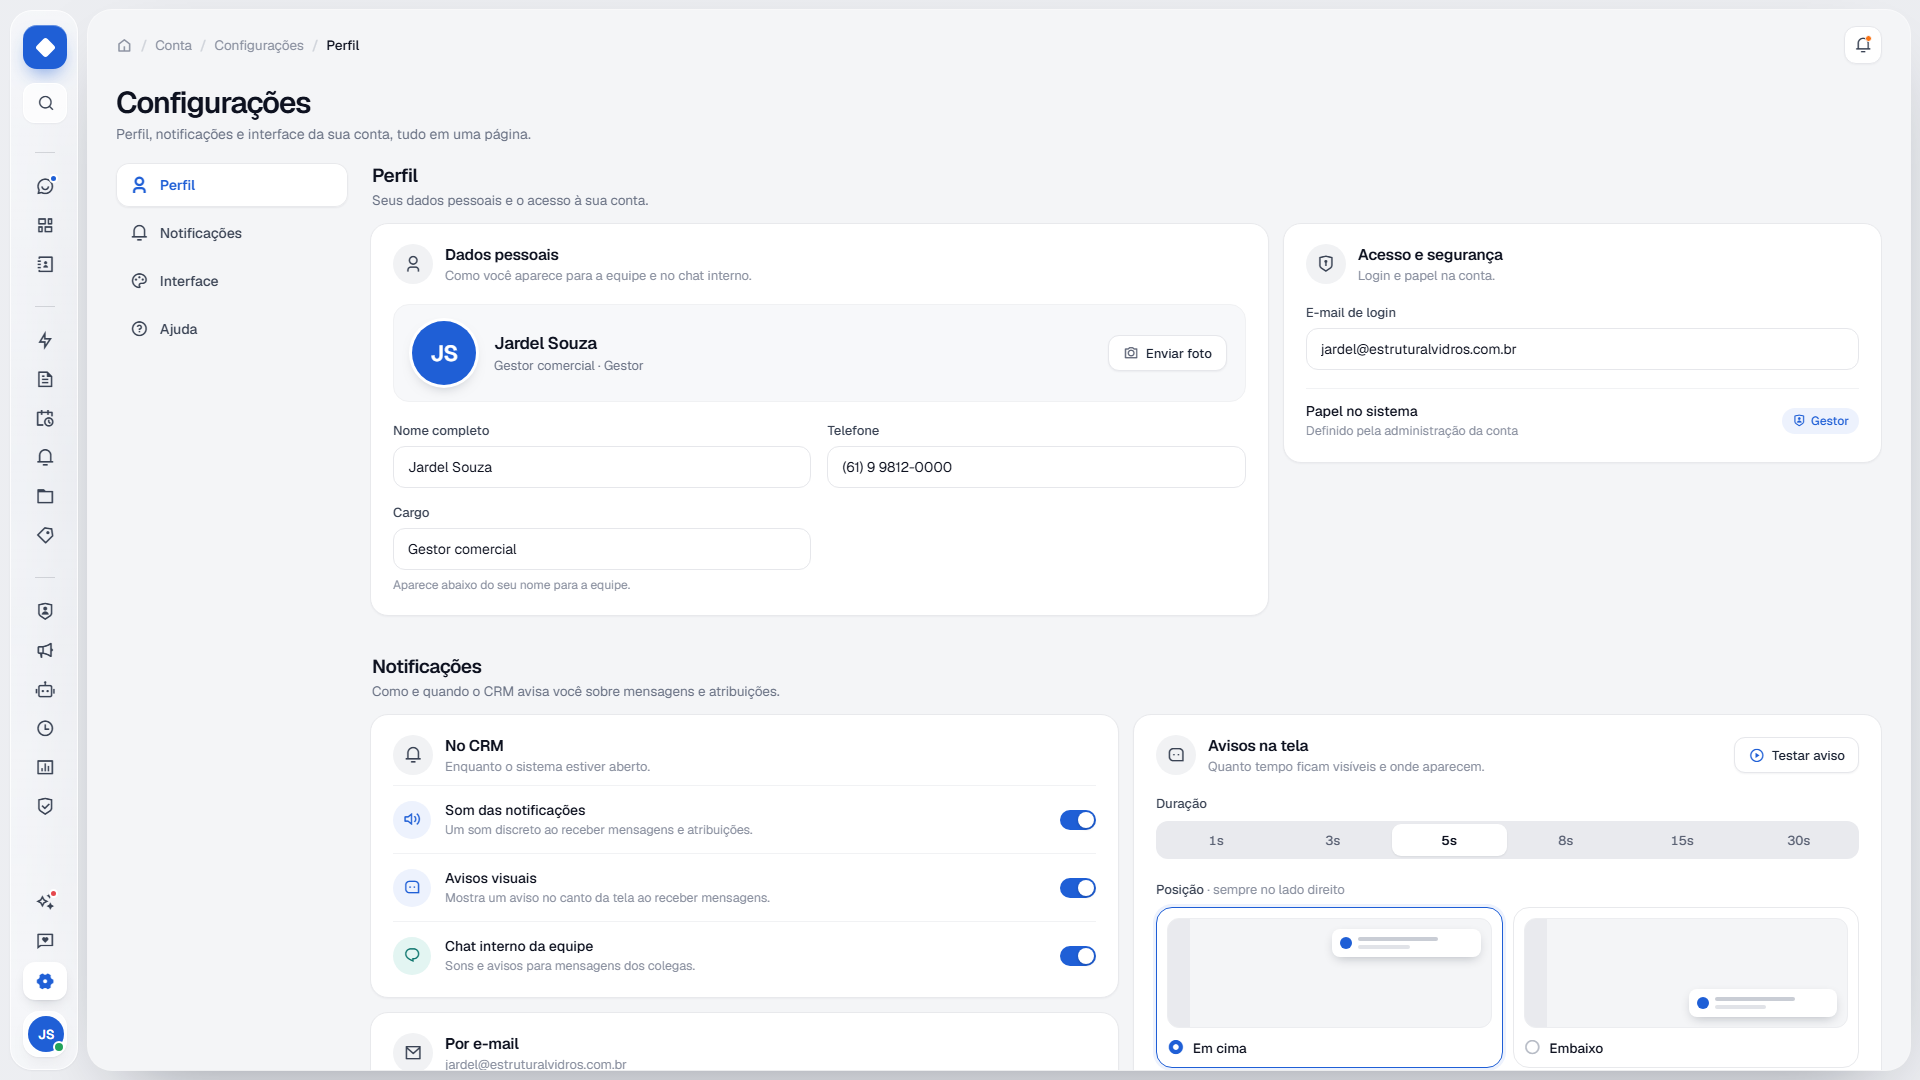 / Conta / Configurações / Perfil
Configurações
Perfil, notificações e interface da sua conta, tudo em uma página.
Perfil
Notificações
Interface
Ajuda
Perfil
Seus dados pessoais e o acesso à sua conta.
Dados pessoais
Como você aparece para a equipe e no chat interno.
JS
Jardel Souza
Gestor comercial · Gestor
Enviar foto
Nome completo
Jardel Souza
Telefone
(61) 9 9812-0000
Cargo
Gestor comercial
Aparece abaixo do seu nome para a equipe.
Acesso e segurança
Login e papel na conta.
E-mail de login
jardel@estruturalvidros.com.br
Papel no sistema
Definido pela administração da conta
Gestor
Notificações
Como e quando o CRM avisa você sobre mensagens e atribuições.
No CRM
Enquanto o sistema estiver aberto.
Som das notificações
Um som discreto ao receber mensagens e atribuições.
Avisos visuais
Mostra um aviso no canto da tela ao receber mensagens.
Chat interno da equipe
Sons e avisos para mensagens dos colegas.
Por e-mail
jardel@estruturalvidros.com.br
Avisos na tela
Quanto tempo ficam visíveis e onde aparecem.
Testar aviso
Duração
1s 3s 5s 8s 15s 30s
Posição · sempre no lado direito
Em cima
Embaixo
JS